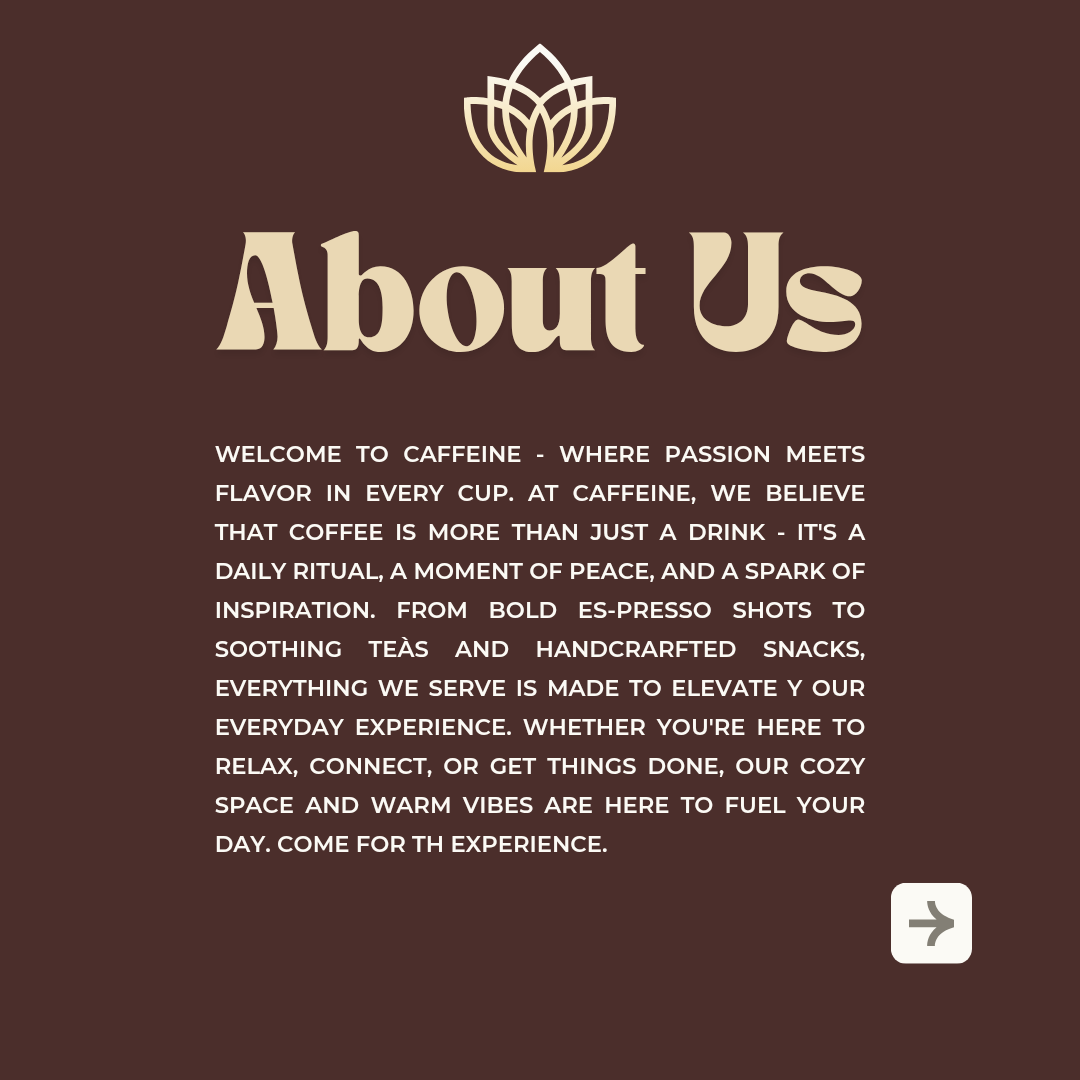 About Us
WELCOME TO CAFFEINE - WHERE PASSION MEETS
FLAVOR IN EVERY CUP. AT CAFFEINE, WE BELIEVE
THAT COFFEE IS MORE THAN JUST A DRINK - IT'S A
DAILY RITUAL, A MOMENT OF PEACE, AND A SPARK OF
INSPIRATION. FROM BOLD ES-PRESSO SHOTS TO
SOOTHING TEÀS AND HANDCRARFTED SNACKS,
EVERYTHING WE SERVE IS MADE TO ELEVATE Y OUR
EVERYDAY EXPERIENCE. WHETHER YOU'RE HERE TO
RELAX, CONNECT, OR GET THINGS DONE, OUR COZY
SPACE AND WARM VIBES ARE HERE TO FUEL YOUR
DAY. COME FOR TH EXPERIENCE.